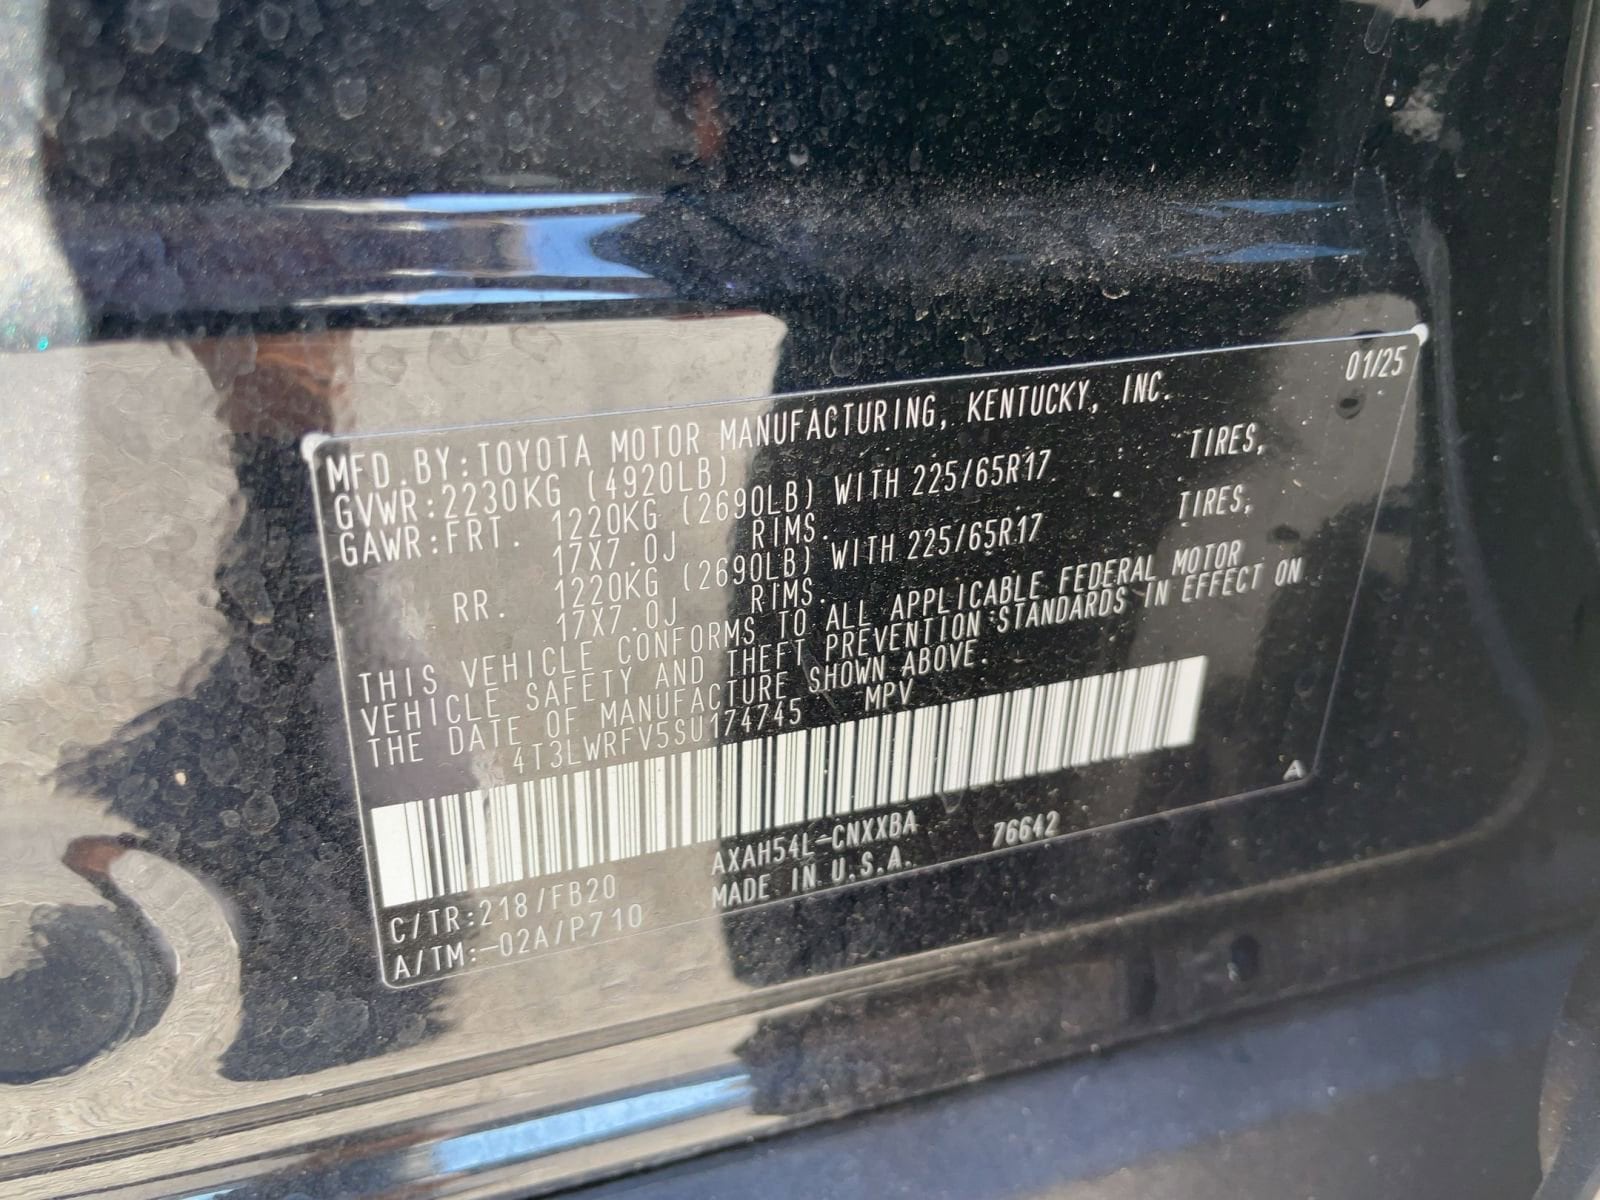 01/25
MFD.BY:TOYOTA MOTOR MANUFACTURING, KENTUCKY, INC.
GVWR:2230KG (4920LB)
GAWR:FRT. 1220KG (2690LB) WITH 225/65R17 TIRES,
17X7.0J RIMS.
RR. 1220KG (2690LB) WITH 225/65R17 TIRES,
17X7.0J RIMS.
THIS VEHICLE CONFORMS TO ALL APPLICABLE FEDERAL MOTOR
VEHICLE SAFETY AND THEFT PREVENTION STANDARDS IN EFFECT ON
THE DATE OF MANUFACTURE SHOWN ABOVE.
4T3LWRFV5SU174745 MPV
A
C/TR:218/FB20 AXAH54L-CNXXBA 76642
A/TM:-02A/P710 MADE IN U.S.A.